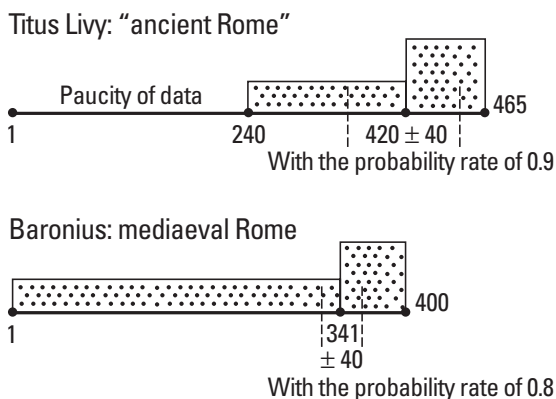 Titus Livy: “ancient Rome”
Paucity of data
465
1 240 420 ± 40
With the probability rate of 0.9
Baronius: mediaeval Rome
400
1 341
± 40
With the probability rate of 0.8